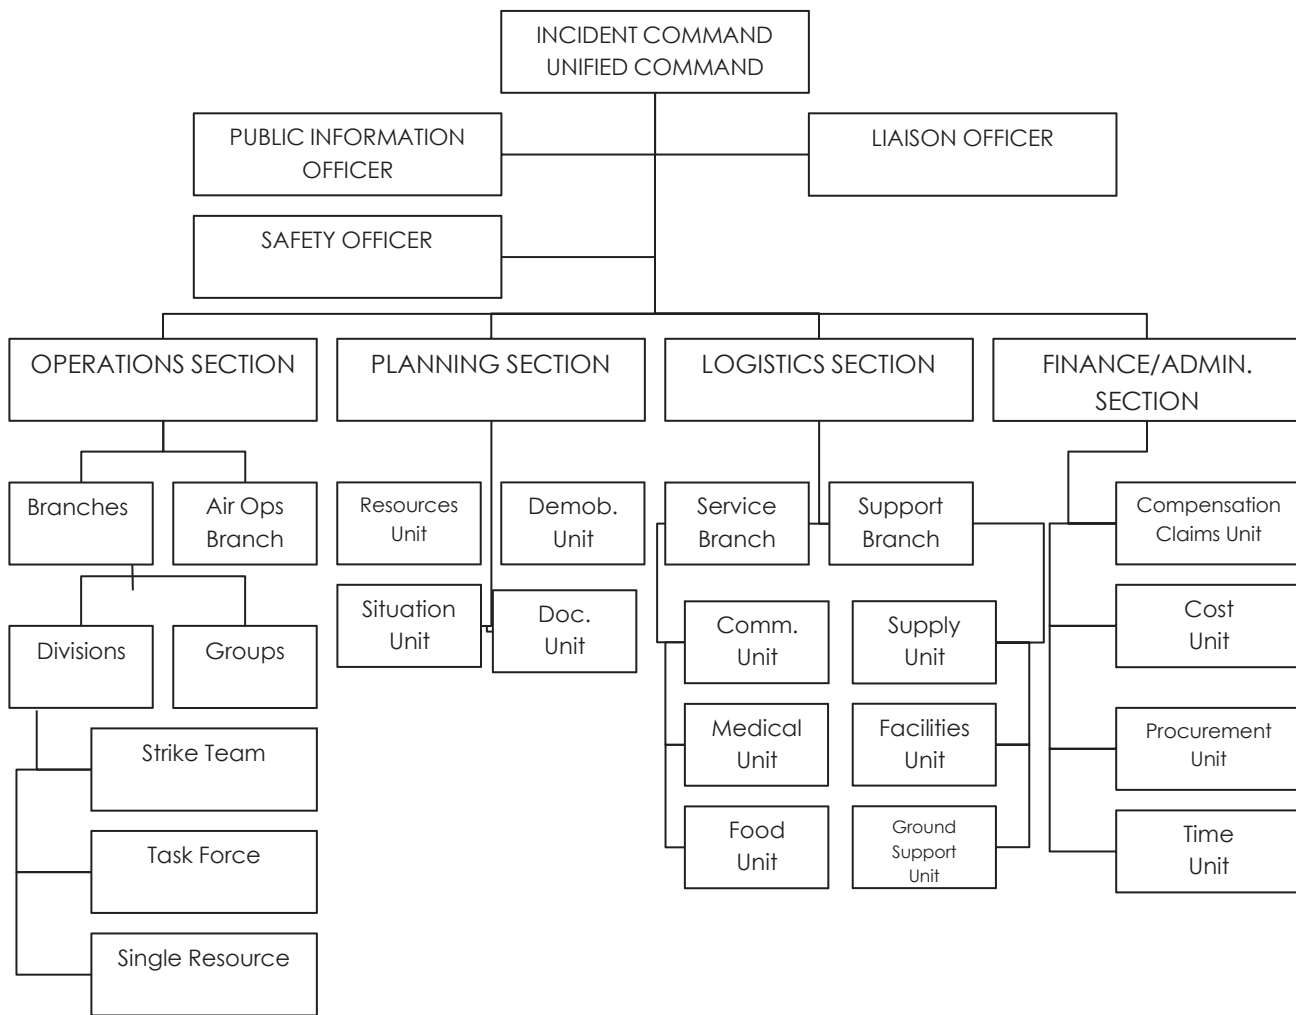 INCIDENT COMMAND
UNIFIED COMMAND
PUBLIC INFORMATION
OFFICER
LIAISON OFFICER
SAFETY OFFICER
OPERATIONS SECTION
PLANNING SECTION
LOGISTICS SECTION
FINANCE/ADMIN.
SECTION
Branches
Air Ops
Branch
Resources
Unit
Demob.
Unit
Service
Branch
Support
Branch
Compensation
Claims Unit
Divisions
Groups
Situation
Unit
Doc.
Unit
Comm.
Unit
Supply
Unit
Cost
Unit
Strike Team
Medical
Unit
Facilities
Unit
Procurement
Unit
Task Force
Food
Unit
Ground
Support
Unit
Time
Unit
Single Resource